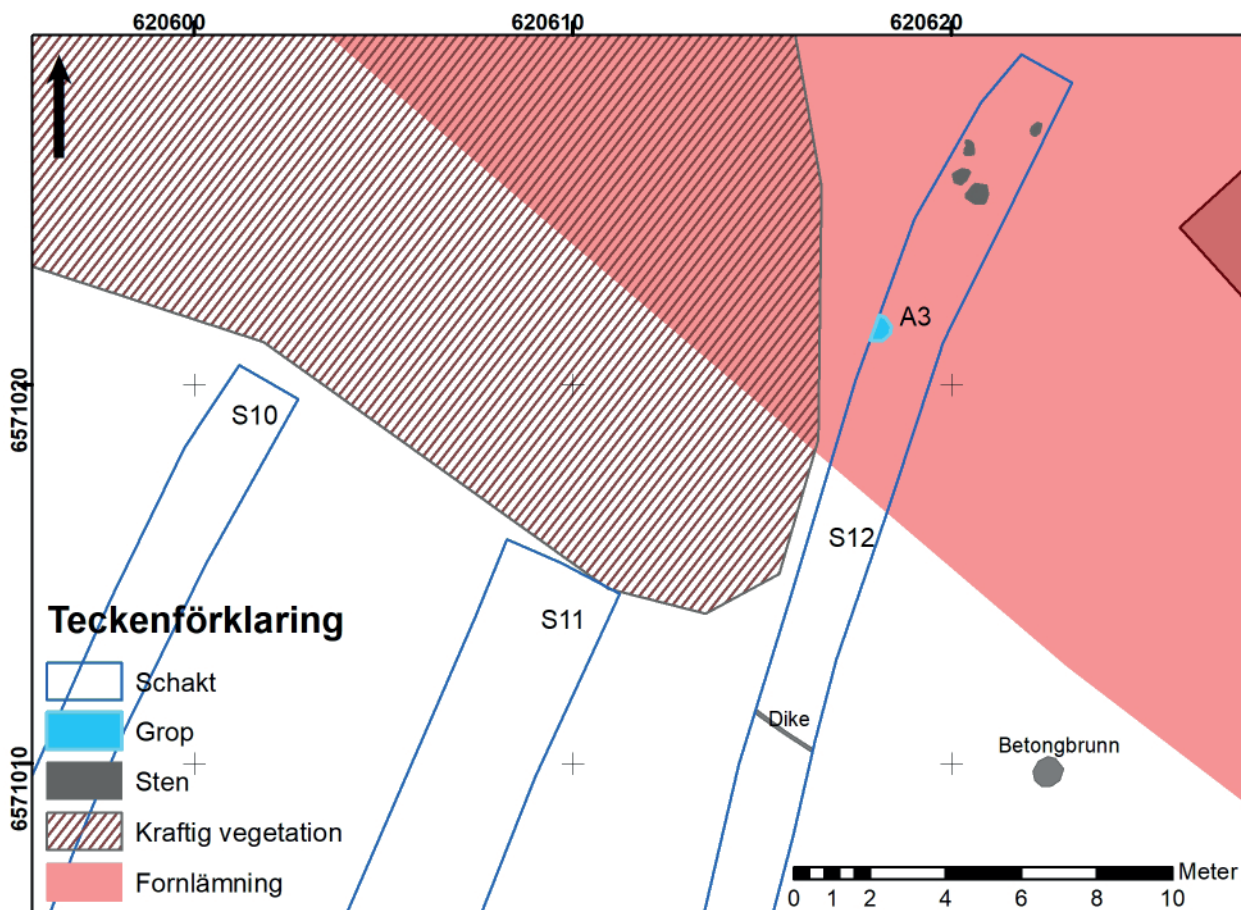 620600
620610
620620
A3
6571020
S10
S12
S11
Teckenförklaring
Schakt
Grop
Sten
Kraftig vegetation
Fornlämning
Dike
Betongbrunn
6571010
Meter
0 1 2 4 6 8 10